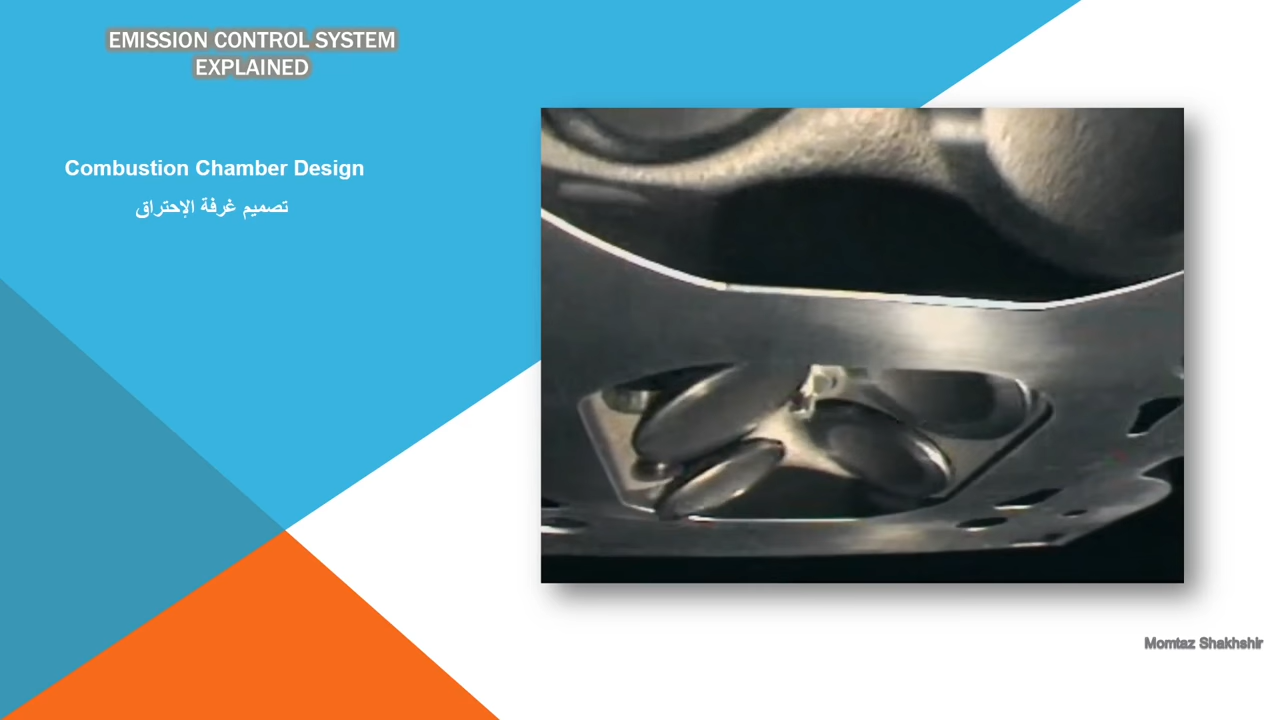 EMISSION CONTROL SYSTEM
EXPLAINED
Combustion Chamber Design
تصميم غرفة الإحتراق
Momtaz Shakhshir